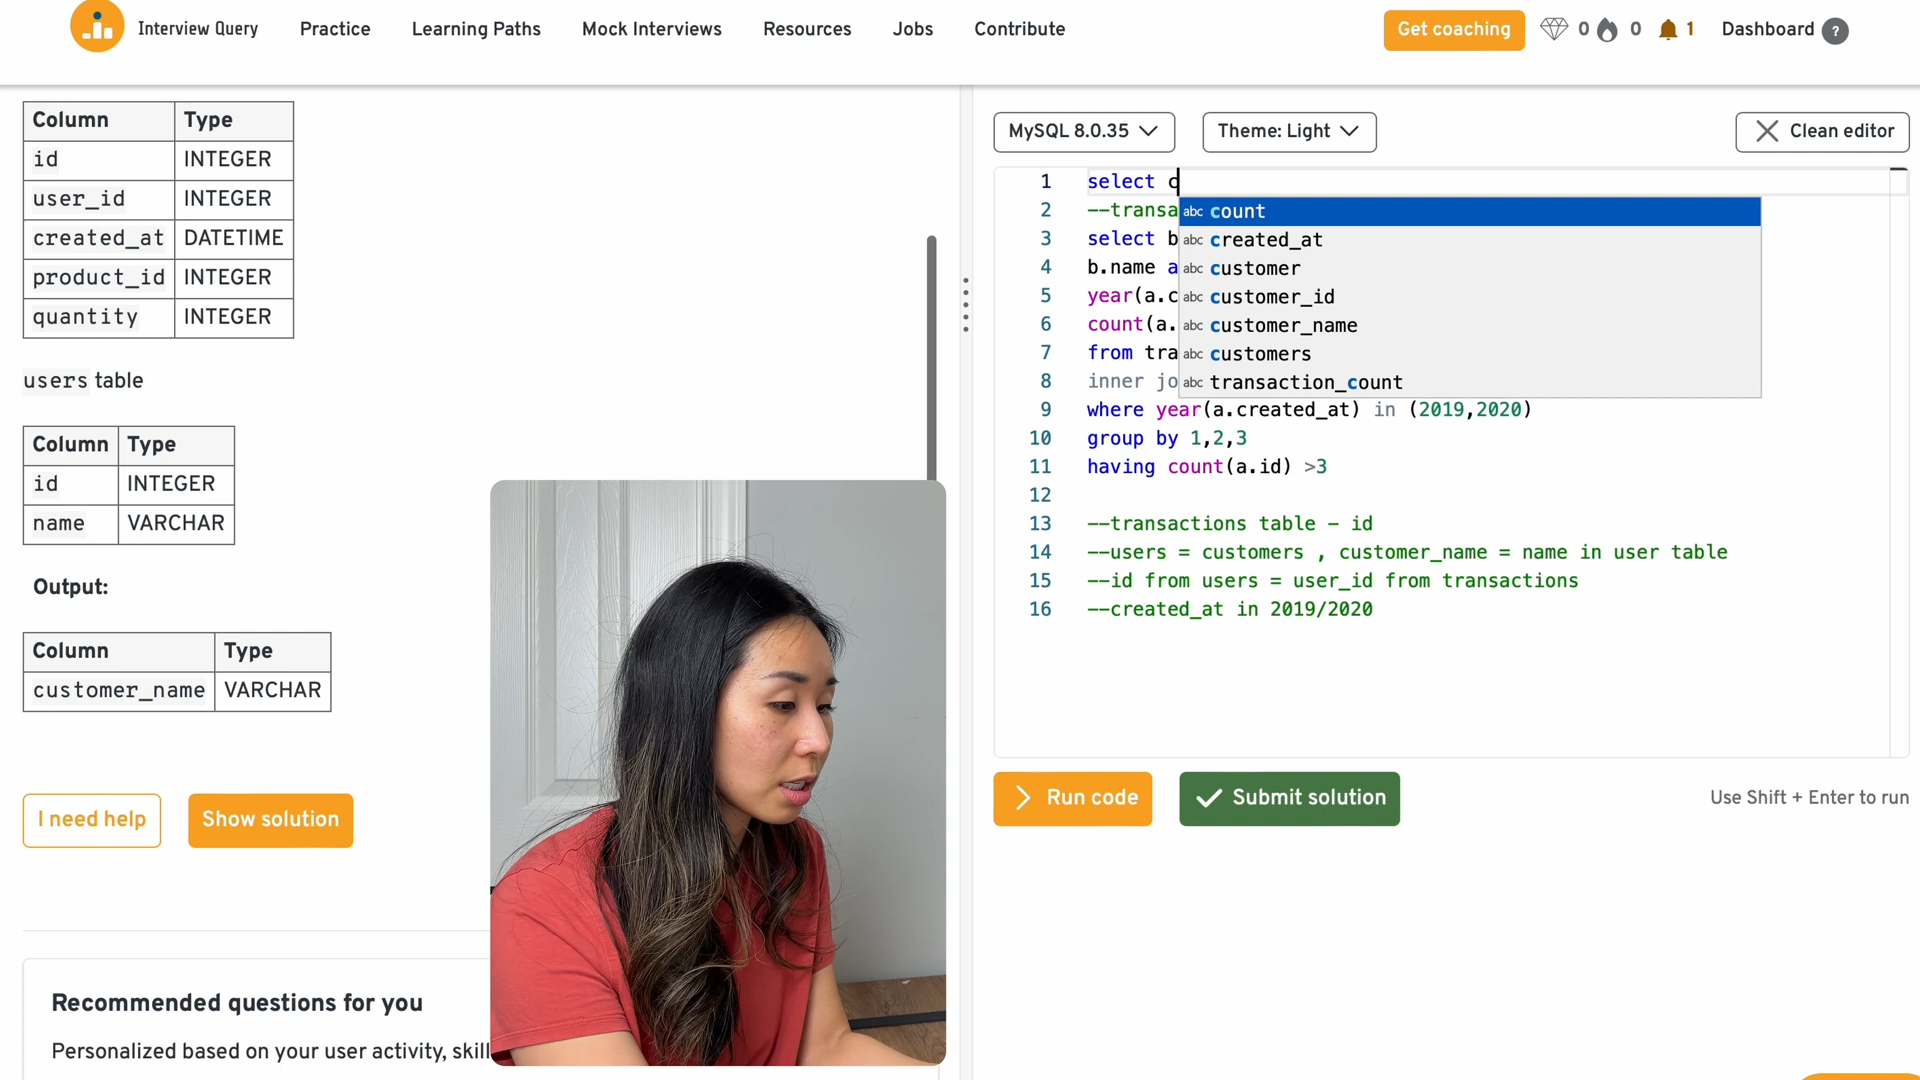 Interview Query
Practice
Learning Paths
Mock Interviews
Resources
Jobs
Contribute
Get coaching
0
0
1
Dashboard
?
Column Type
id INTEGER
user_id INTEGER
created_at DATETIME
product_id INTEGER
quantity INTEGER
users table
Column Type
id INTEGER
name VARCHAR
Output:
Column Type
customer_name VARCHAR
I need help
Show solution
Recommended questions for you
Personalized based on your user activity, skill
MySQL 8.0.35
Theme: Light
Clean editor
1 select c
2 --transa
3 select b
4 b.name a
5 year(a.c
6 count(a.
7 from tra
8 inner jo
9 where year(a.created_at) in (2019,2020)
10 group by 1,2,3
11 having count(a.id) >3
12
13 --transactions table - id
14 --users = customers , customer_name = name in user table
15 --id from users = user_id from transactions
16 --created_at in 2019/2020
abc count
abc created_at
abc customer
abc customer_id
abc customer_name
abc customers
abc transaction_count
Run code
Submit solution
Use Shift + Enter to run